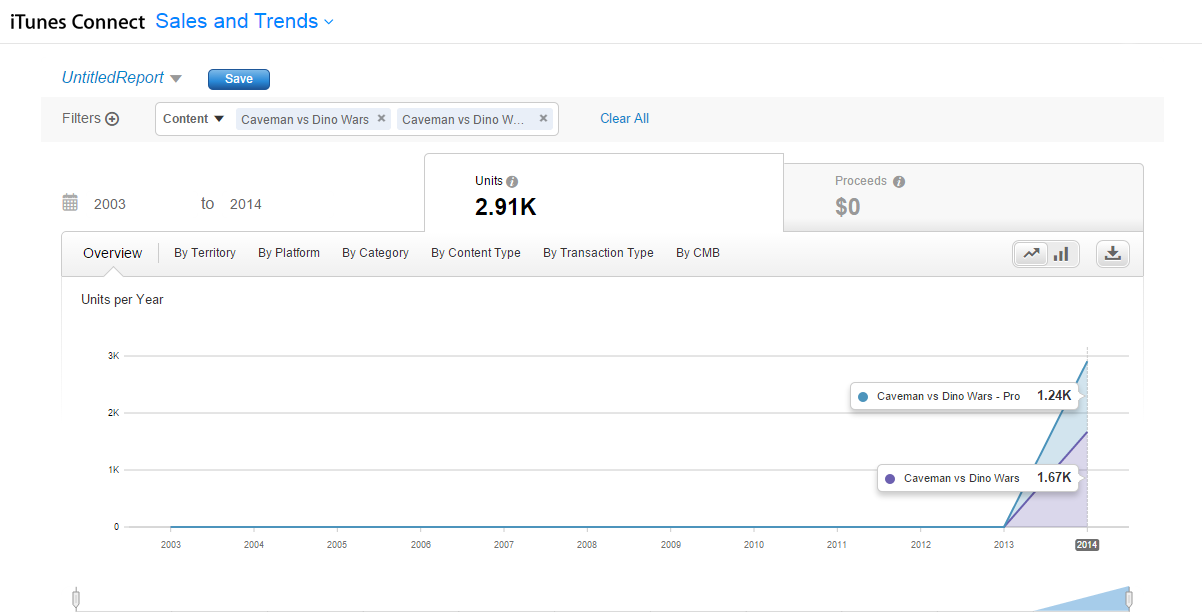 iTunes Connect Sales and Trends
UntitledReport Save
Filters Content Caveman vs Dino Wars Caveman vs Dino W... Clear All
2003 to 2014
Units
2.91K
Proceeds
$0
Overview By Territory By Platform By Category By Content Type By Transaction Type By CMB
Units per Year
3K
Caveman vs Dino Wars - Pro 1.24K
2K
1K
Caveman vs Dino Wars 1.67K
0
2003 2004 2005 2006 2007 2008 2009 2010 2011 2012 2013 2014